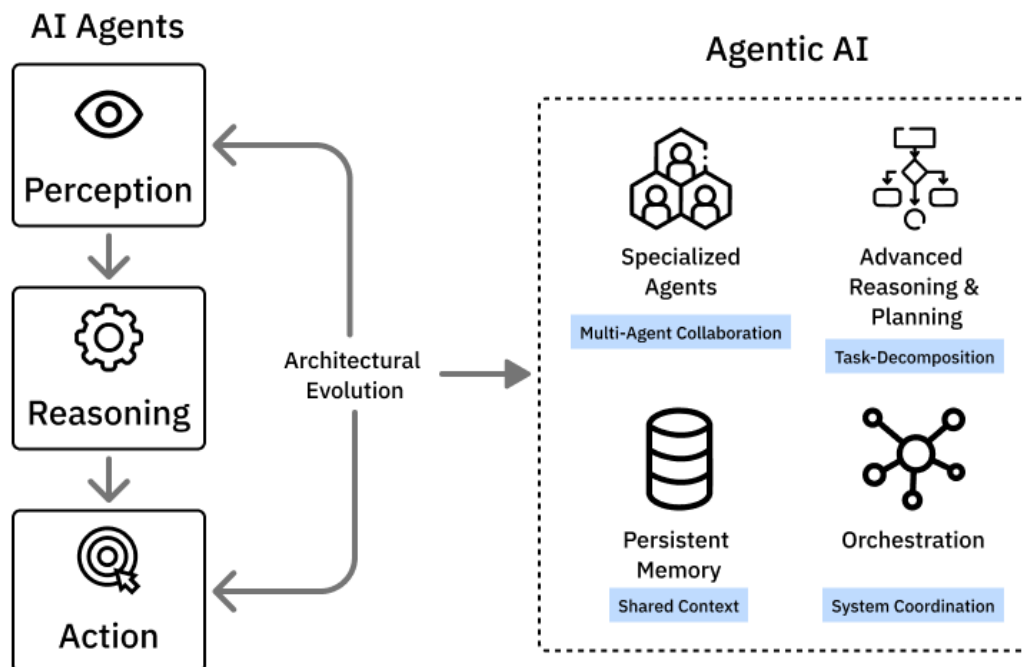 AI Agents
Perception
Reasoning
Action
Architectural
Evolution
Agentic AI
Specialized
Agents
Multi-Agent Collaboration
Advanced
Reasoning &
Planning
Task-Decomposition
Persistent
Memory
Shared Context
Orchestration
System Coordination